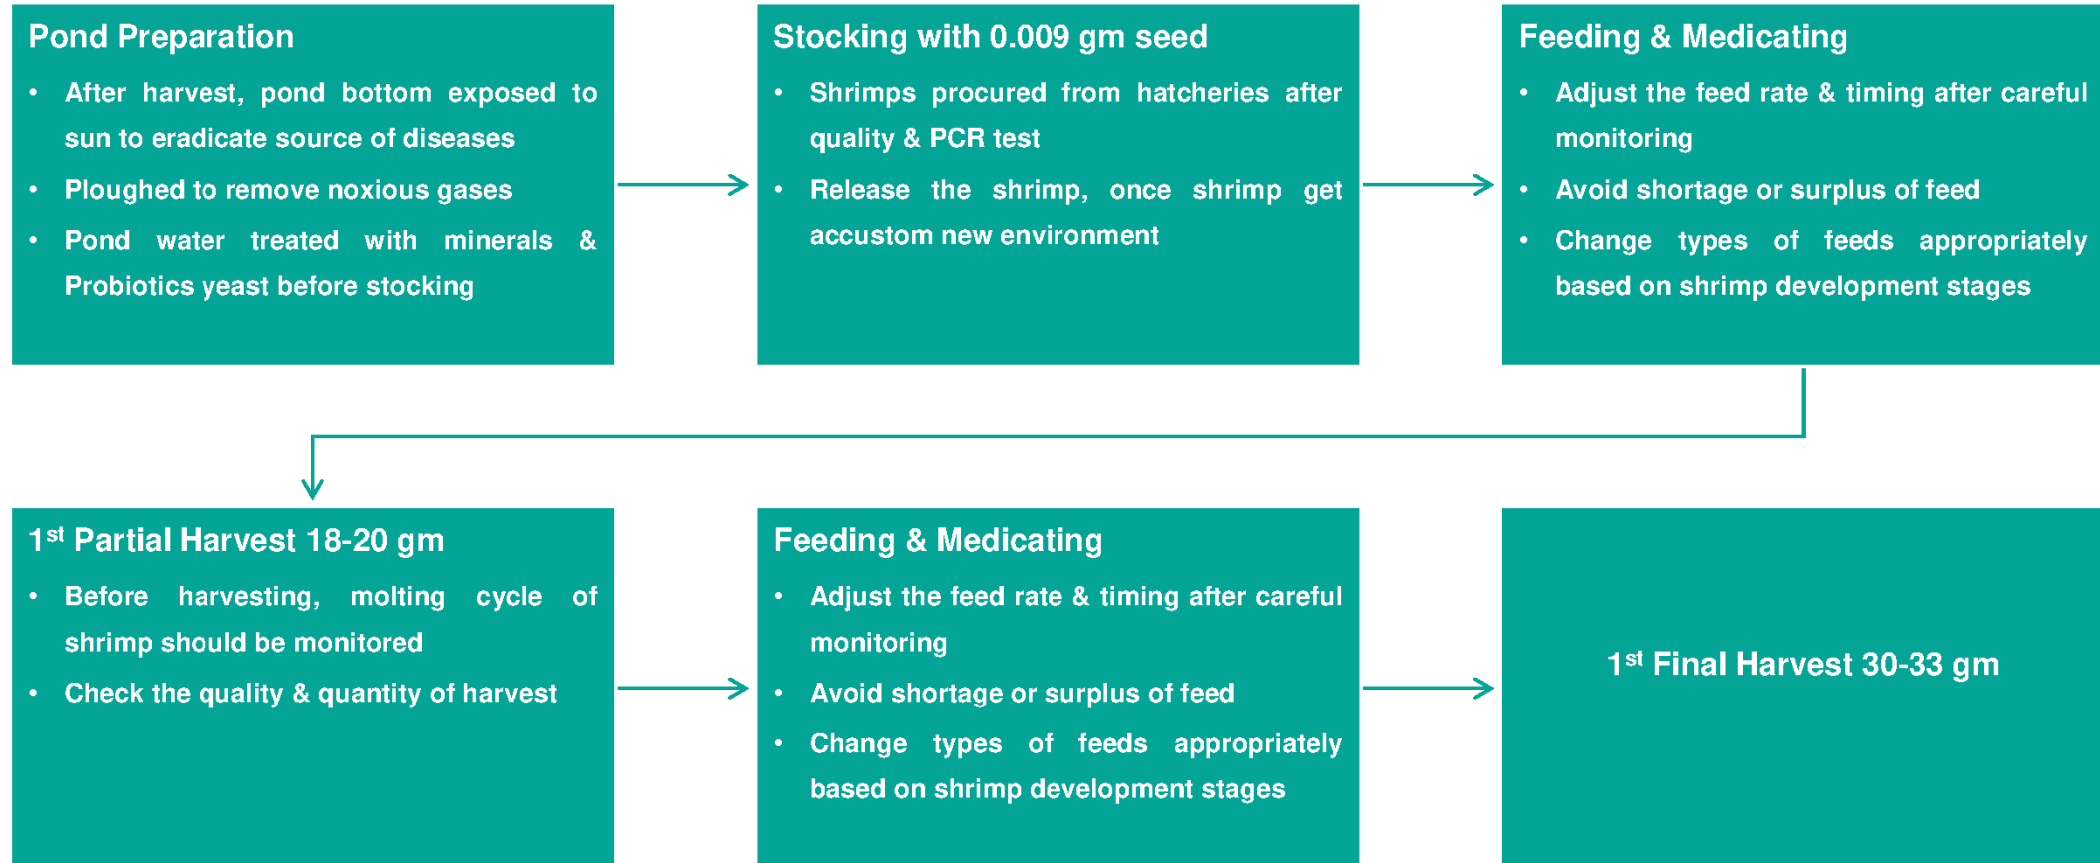 Pond Preparation
• After harvest, pond bottom exposed to
sun to eradicate source of diseases
• Ploughed to remove noxious gases
• Pond water treated with minerals &
Probiotics yeast before stocking
Stocking with 0.009 gm seed
• Shrimps procured from hatcheries after
quality & PCR test
• Release the shrimp, once shrimp get
accustom new environment
Feeding & Medicating
• Adjust the feed rate & timing after careful
monitoring
• Avoid shortage or surplus of feed
• Change types of feeds appropriately
based on shrimp development stages
1st Partial Harvest 18-20 gm
• Before harvesting, molting cycle of
shrimp should be monitored
• Check the quality & quantity of harvest
Feeding & Medicating
• Adjust the feed rate & timing after careful
monitoring
• Avoid shortage or surplus of feed
• Change types of feeds appropriately
based on shrimp development stages
1st Final Harvest 30-33 gm